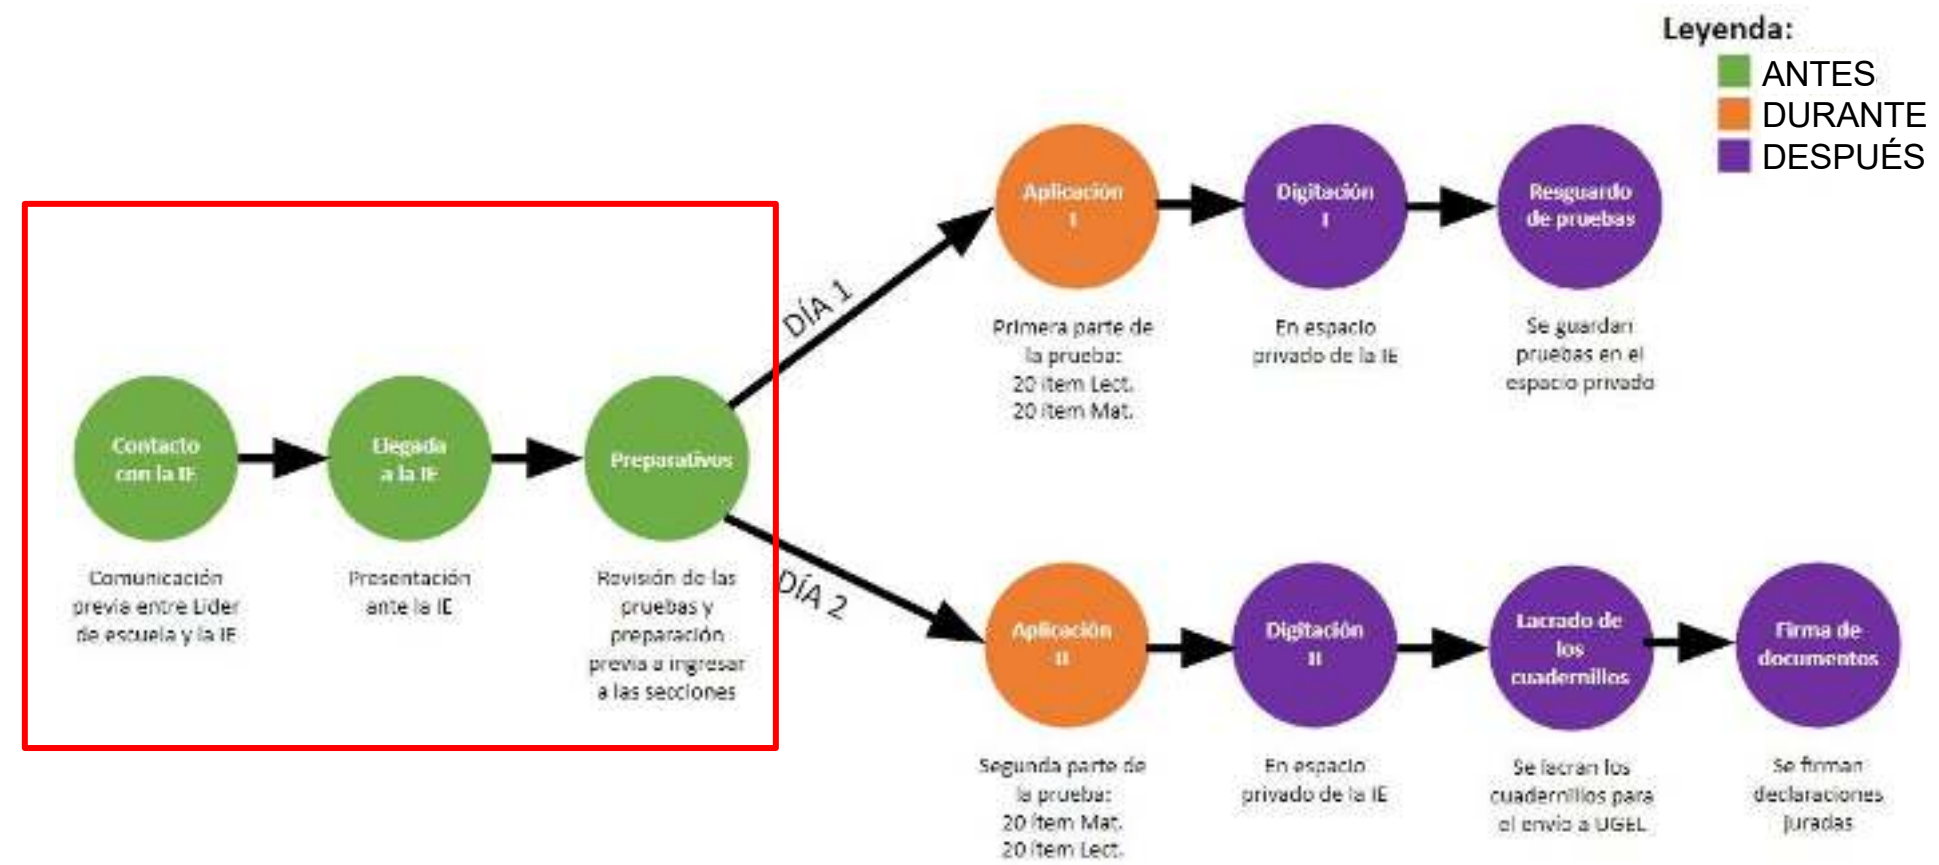 Leyenda:
ANTES
DURANTE
DESPUÉS
Contacto
con la IE
Comunicación
previa entre Líder
de escuela y la IE
Llegada
a la IE
Presentación
ante la IE
Preparativos
Revisión de las
pruebas y
preparación
previa a ingresar
a las secciones
DÍA 1
Aplicación
I
Primera parte de
la prueba:
20 ítem Lect.
20 ítem Mat.
Digitación
I
En espacio
privado de la IE
Resguardo
de pruebas
Se guardan
pruebas en el
espacio privado
DÍA 2
Aplicación
II
Segunda parte de
la prueba:
20 ítem Mat.
20 ítem Lect.
Digitación
II
En espacio
privado de la IE
Lacrado de
los
cuadernillos
Se lacran los
cuadernillos para
el envío a UGEL
Firma de
documentos
Se firman
declaraciones
juradas